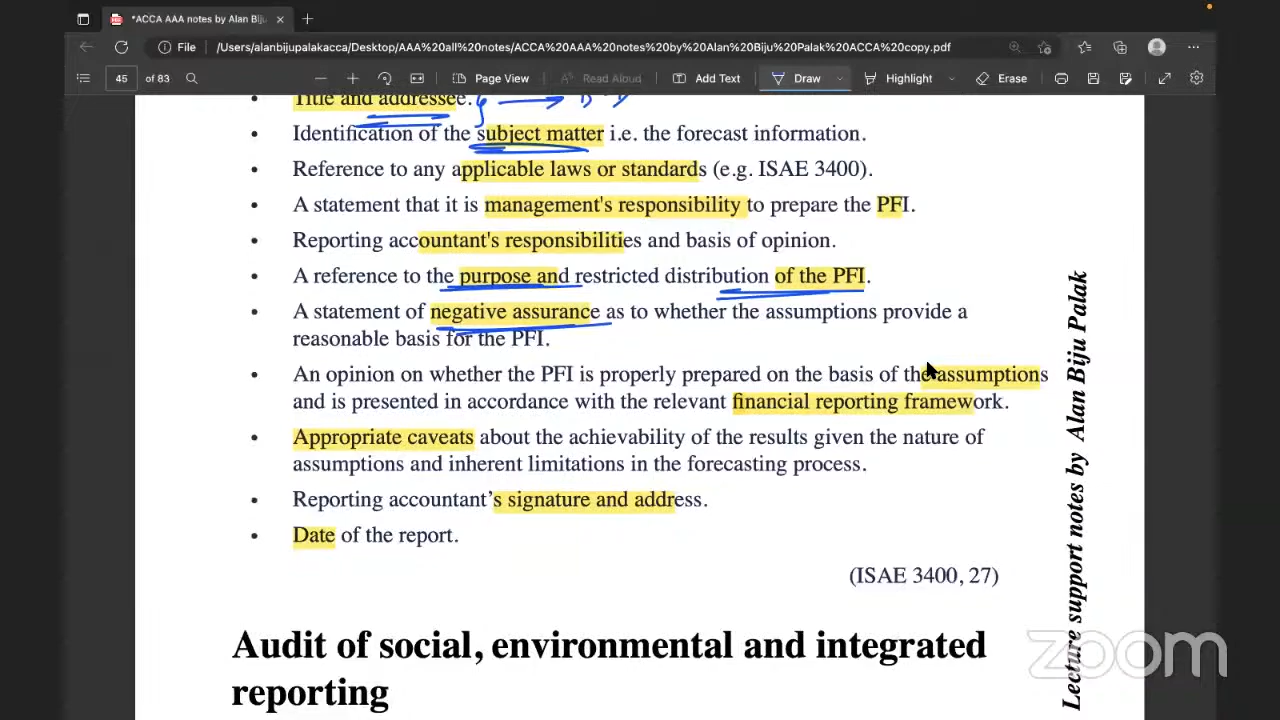 *ACCA AAA notes by Alan Biju
File
/Users/alanbijupalakacca/Desktop/AAA%20all%20notes/ACCA%20AAA%20notes%20by%20Alan%20Biju%20Palak%20ACCA%20copy.pdf
45 of 83
Page View
Read Aloud
Add Text
Draw
Highlight
Erase
• Title and addressee.
• Identification of the subject matter i.e. the forecast information.
• Reference to any applicable laws or standards (e.g. ISAE 3400).
• A statement that it is management's responsibility to prepare the PFI.
• Reporting accountant's responsibilities and basis of opinion.
• A reference to the purpose and restricted distribution of the PFI.
• A statement of negative assurance as to whether the assumptions provide a
reasonable basis for the PFI.
• An opinion on whether the PFI is properly prepared on the basis of the assumptions
and is presented in accordance with the relevant financial reporting framework.
• Appropriate caveats about the achievability of the results given the nature of
assumptions and inherent limitations in the forecasting process.
• Reporting accountant's signature and address.
• Date of the report.
(ISAE 3400, 27)
Audit of social, environmental and integrated
reporting
Lecture support notes by Alan Biju Palak
zoom